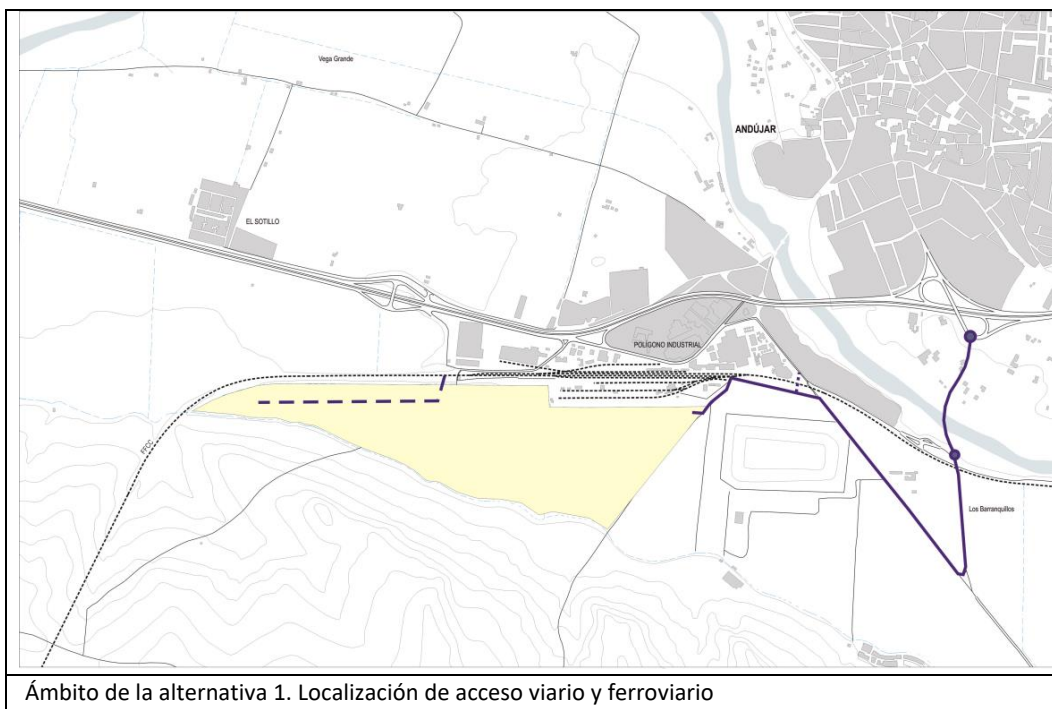 Vega Grande
ANDÚJAR
EL SOTILLO
POLÍGONO INDUSTRIAL
FFCC
Los Barranquillos
Ámbito de la alternativa 1. Localización de acceso viario y ferroviario